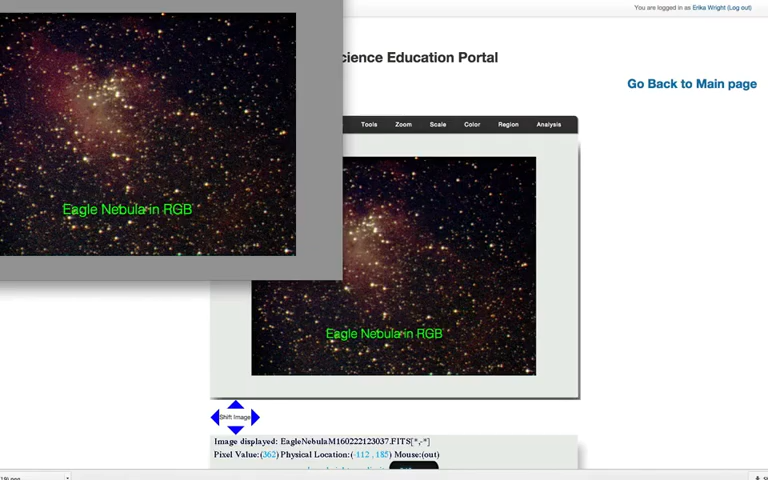 You are logged in as Erika Wright (Log out)
Science Education Portal
Go Back to Main page
Tools Zoom Scale Color Region Analysis
Eagle Nebula in RGB
Eagle Nebula in RGB
Shift Image
Image displayed: EagleNebulaM160222123037.FITS[*,-*]
Pixel Value:(362) Physical Location:(-112 , 185) Mouse:(out)